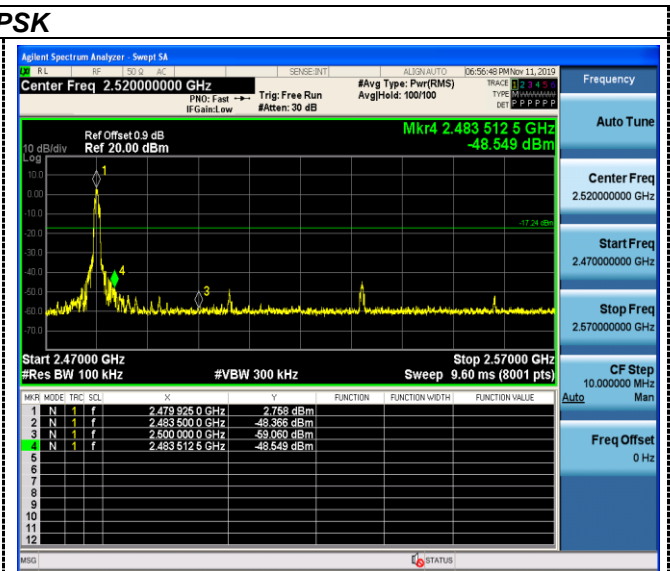 PSK
Agilent Spectrum Analyzer - Swept SA
RL RF 50 Ω AC SENSE:INT ALIGN AUTO 06:56:48 PM Nov 11, 2019
Center Freq 2.520000000 GHz
PNO: Fast
IFGain:Low
Trig: Free Run
#Atten: 30 dB
#Avg Type: Pwr(RMS)
Avg|Hold: 100/100
TRACE 1 2 3 4 5 6
TYPE M
DET P P P P P P
Frequency
Auto Tune
Center Freq
2.520000000 GHz
Start Freq
2.470000000 GHz
Stop Freq
2.570000000 GHz
CF Step
10.000000 MHz
Auto Man
Freq Offset
0 Hz
Mkr4 2.483 512 5 GHz
-48.549 dBm
Ref Offset 0.9 dB
10 dB/div Ref 20.00 dBm
Log
10.0
0.00
-10.0
-20.0
-30.0
-40.0
-50.0
-60.0
-70.0
1
4
3
-17.24 dBm
Start 2.47000 GHz Stop 2.57000 GHz
#Res BW 100 kHz #VBW 300 kHz Sweep 9.60 ms (8001 pts)
MKR MODE TRC SCL X Y FUNCTION FUNCTION WIDTH FUNCTION VALUE
1 N 1 f 2.479 925 0 GHz 2.758 dBm
2 N 1 f 2.483 500 0 GHz -48.366 dBm
3 N 1 f 2.500 000 0 GHz -59.060 dBm
4 N 1 f 2.483 512 5 GHz -48.549 dBm
5
6
7
8
9
10
11
12
MSG STATUS